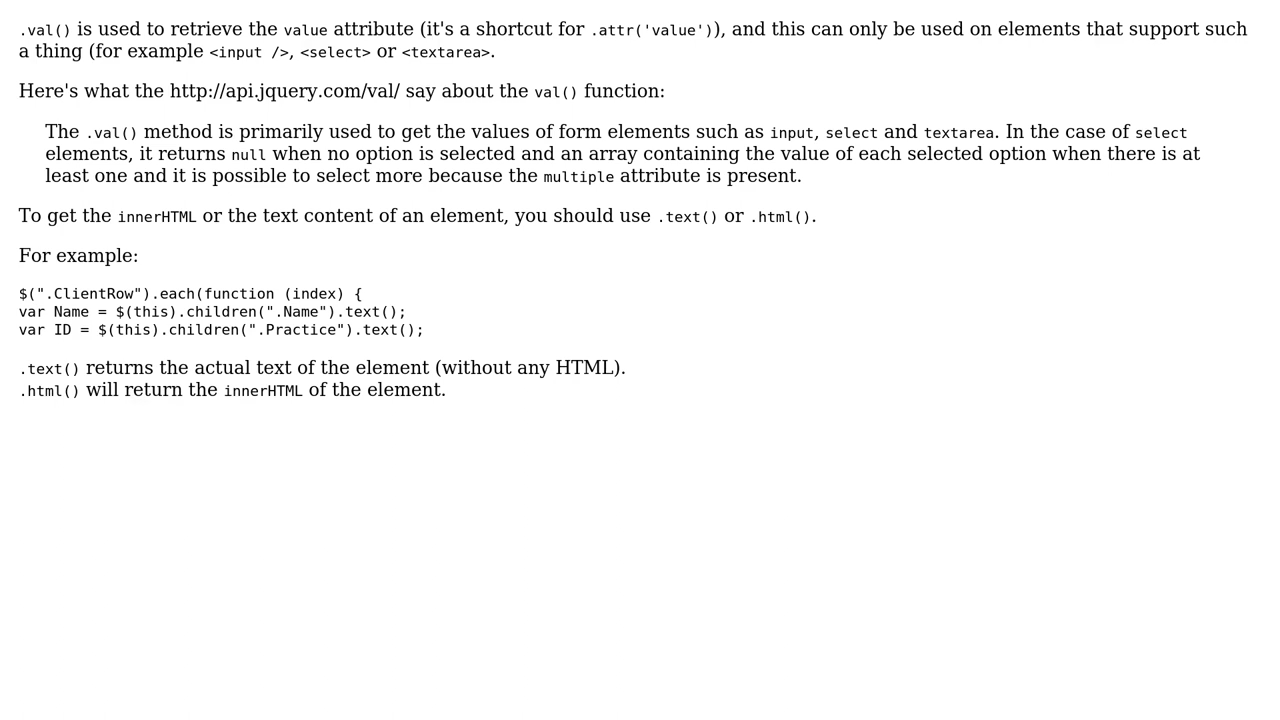 .val() is used to retrieve the value attribute (it's a shortcut for .attr('value')), and this can only be used on elements that support such
a thing (for example <input />, <select> or <textarea>.
Here's what the http://api.jquery.com/val/ say about the val() function:
The .val() method is primarily used to get the values of form elements such as input, select and textarea. In the case of select
elements, it returns null when no option is selected and an array containing the value of each selected option when there is at
least one and it is possible to select more because the multiple attribute is present.
To get the innerHTML or the text content of an element, you should use .text() or .html().
For example:
$(".ClientRow").each(function (index) {
var Name = $(this).children(".Name").text();
var ID = $(this).children(".Practice").text();
.text() returns the actual text of the element (without any HTML).
.html() will return the innerHTML of the element.